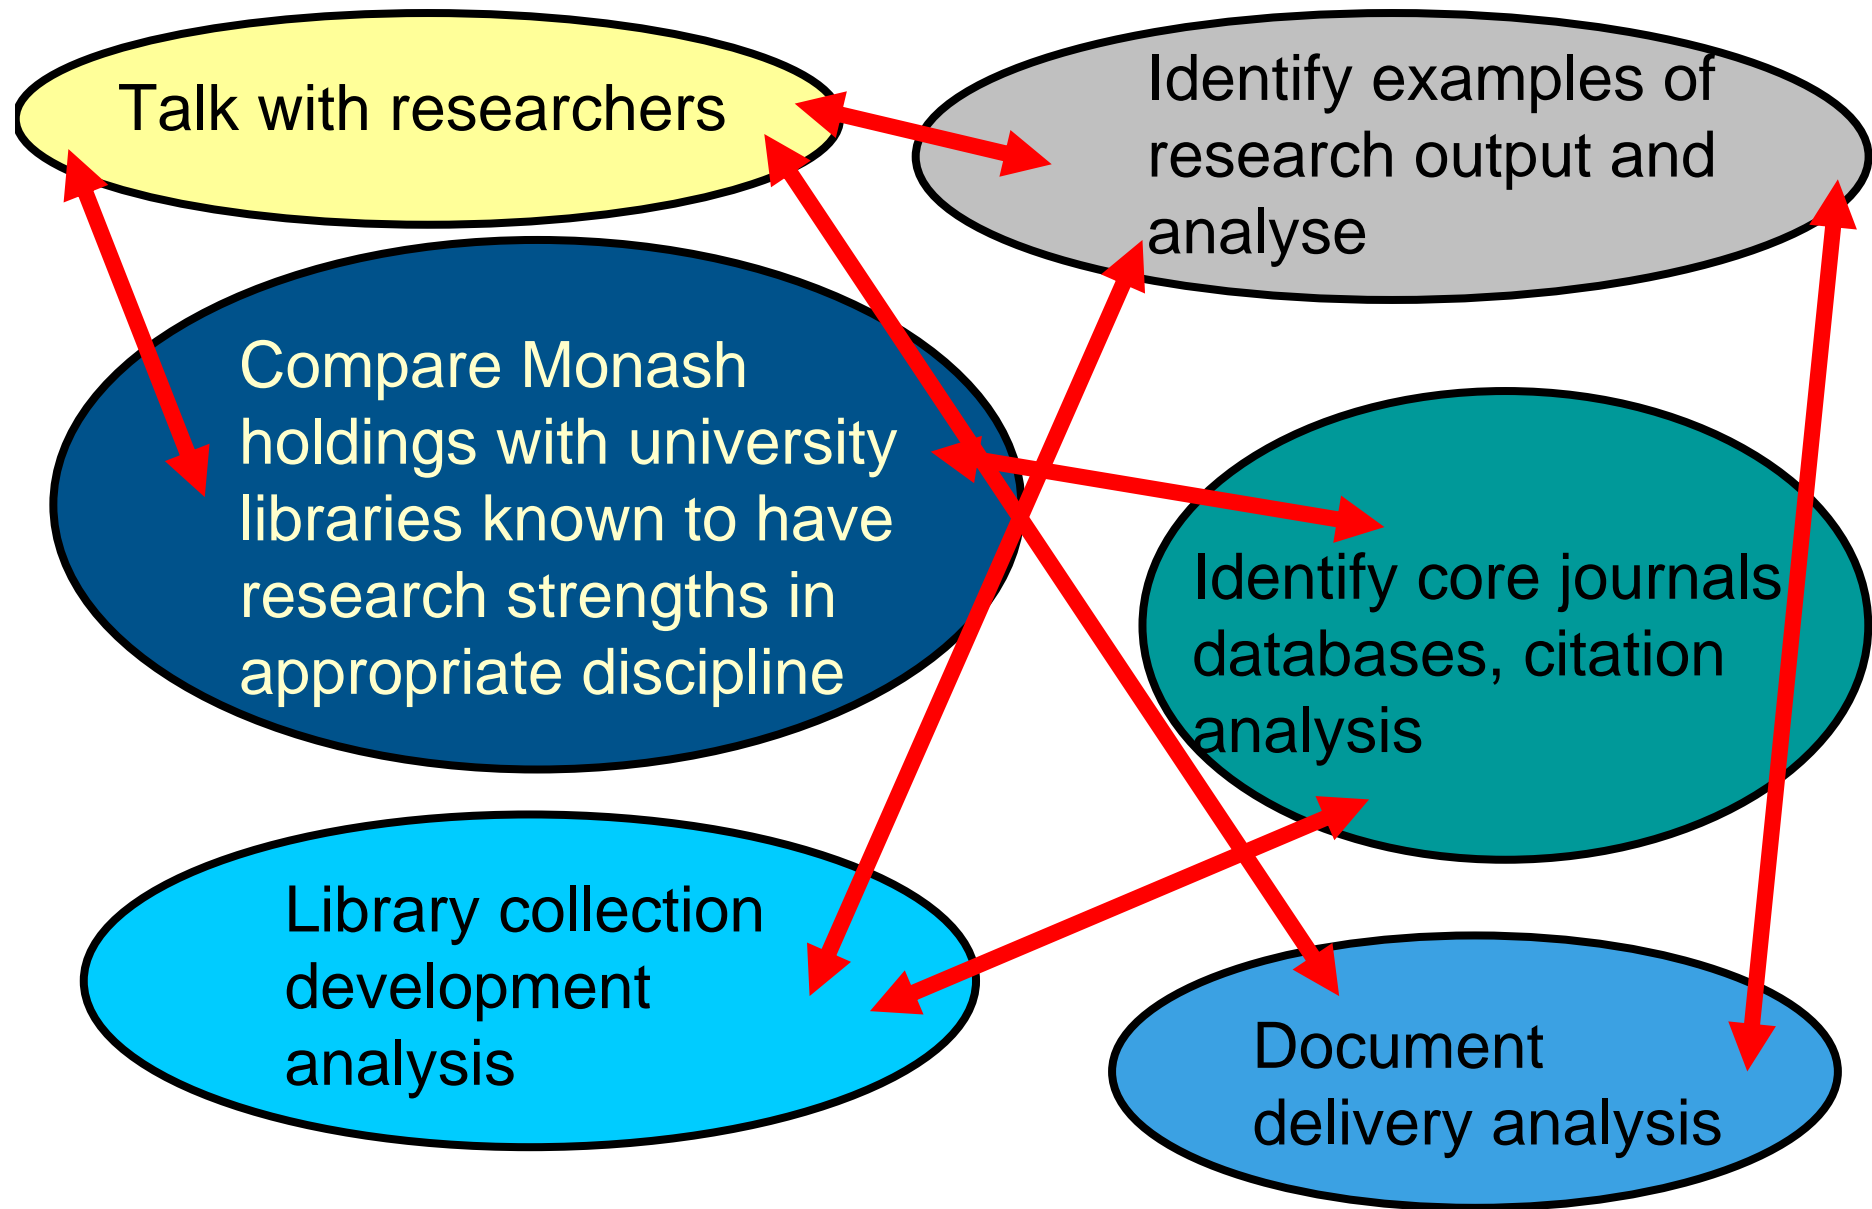 Talk with researchers
Identify examples of
research output and
analyse
Compare Monash
holdings with university
libraries known to have
research strengths in
appropriate discipline
Identify core journals
databases, citation
analysis
Library collection
development
analysis
Document
delivery analysis